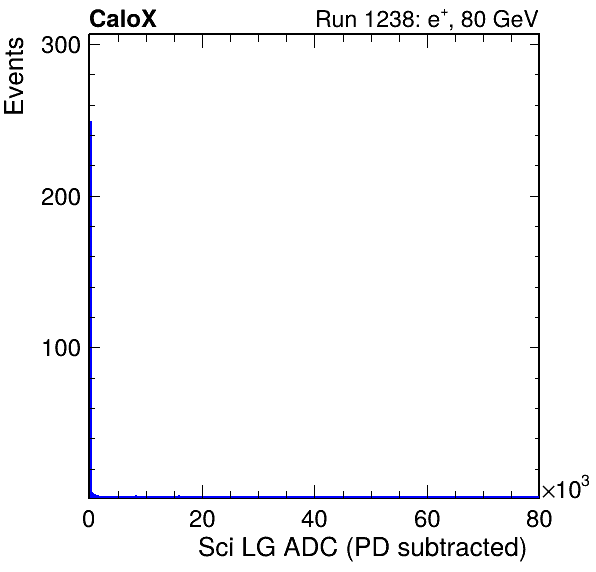 CaloX Run 1238: e⁺, 80 GeV
Events
300
200
100
0 20 40 60 80
×10³
Sci LG ADC (PD subtracted)